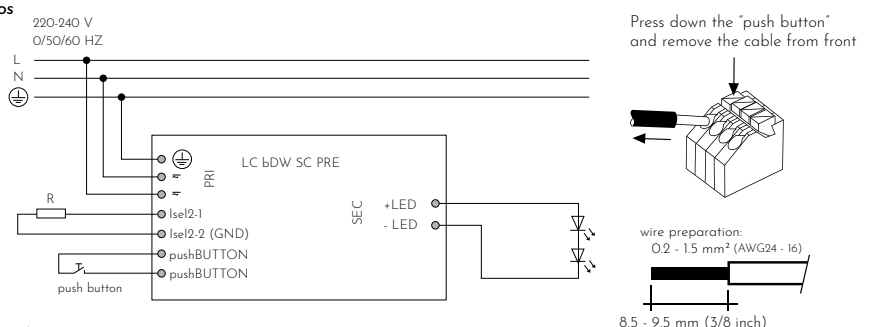 os
220-240 V
0/50/60 HZ
L
N
LC bDW SC PRE
PRI
SEC
R
Isel2-1
Isel2-2 (GND)
pushBUTTON
pushBUTTON
push button
+LED
- LED
Press down the "push button"
and remove the cable from front
wire preparation:
0.2 - 1.5 mm² (AWG24 - 16)
8.5 - 9.5 mm (3/8 inch)